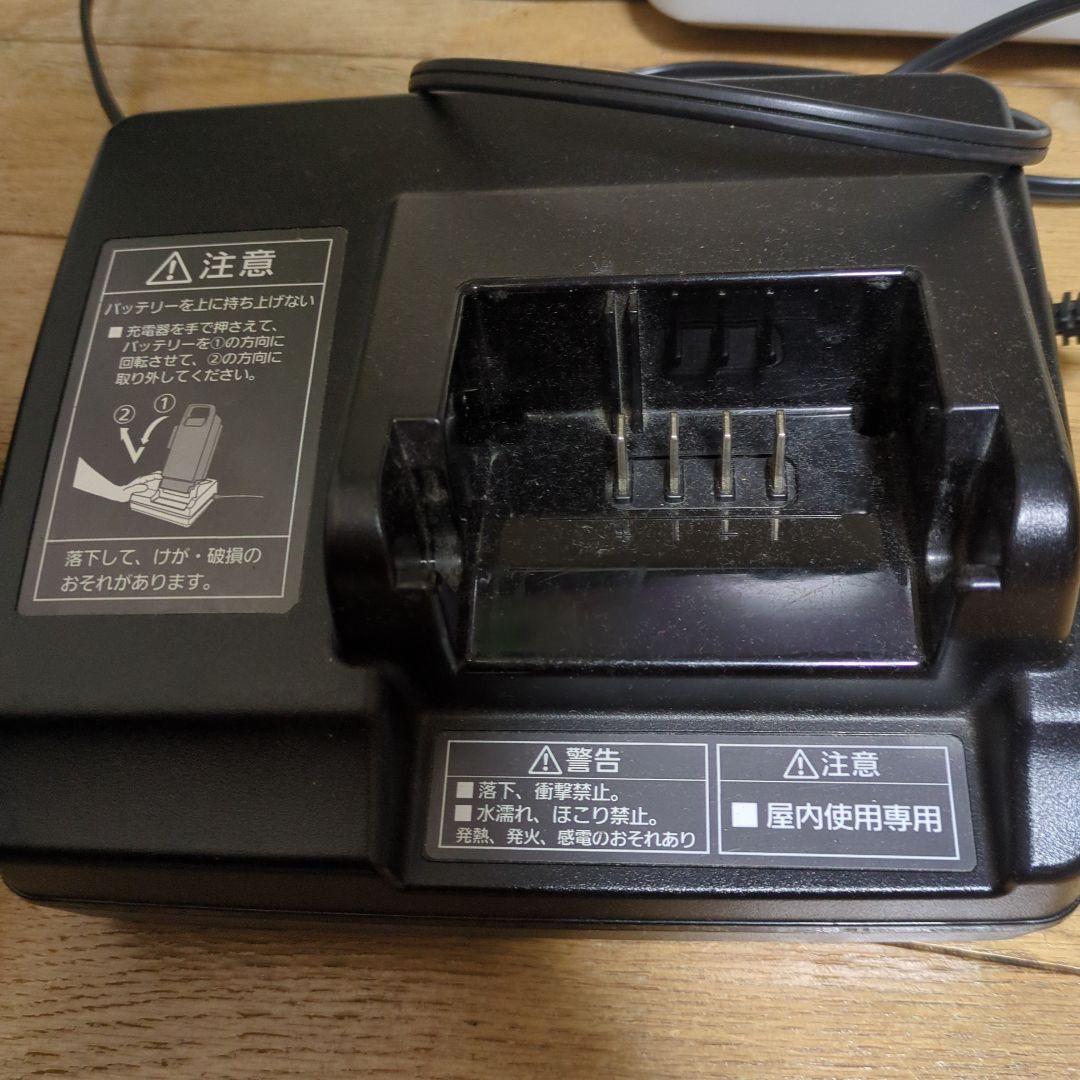 ⚠注意
バッテリーを上に持ち上げない
■ 充電器を手で押さえて、
バッテリーを①の方向に
回転させて、②の方向に
取り外してください。
②
①
落下して、けが・破損の
おそれがあります。
⚠警告
■落下、衝撃禁止。
■水濡れ、ほこり禁止。
発熱、発火、感電のおそれあり
⚠注意
■ 屋内使用専用